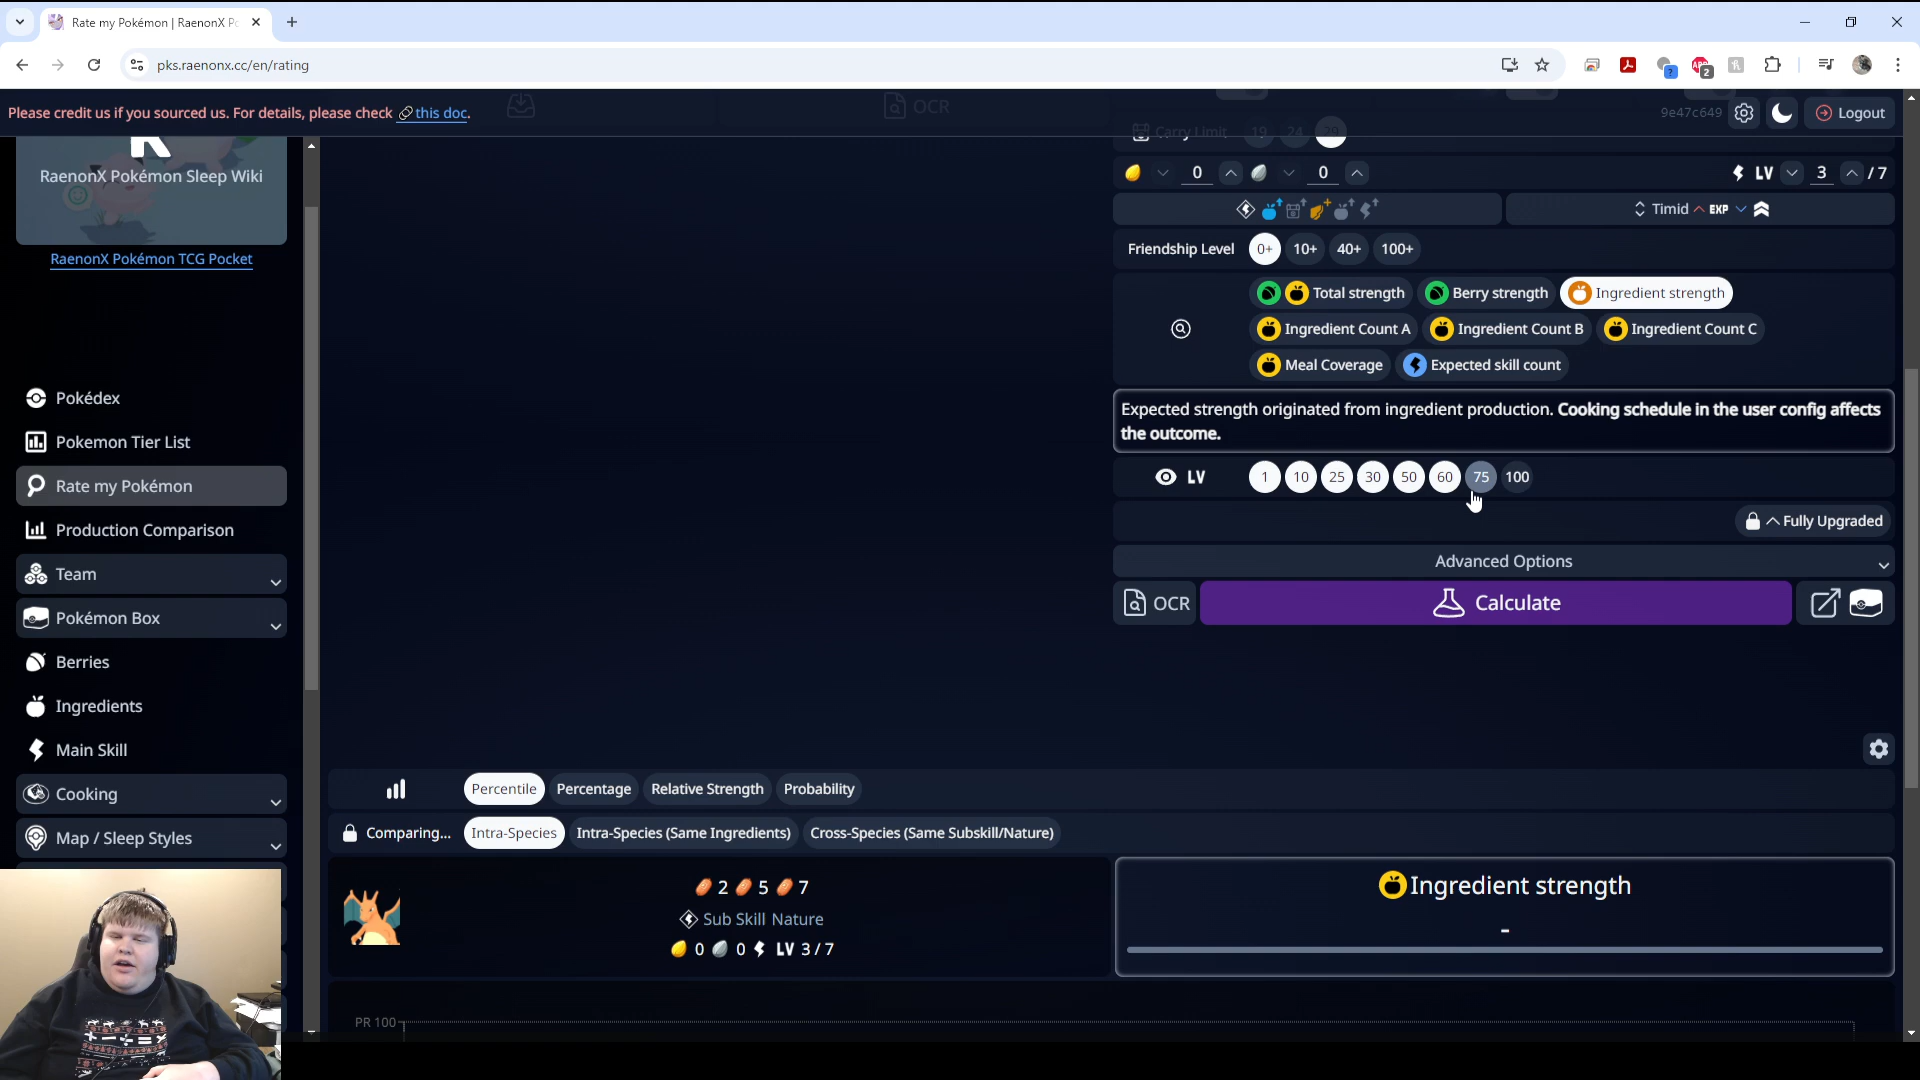 Rate my Pokémon | RaenonX Po
pks.raenonx.cc/en/rating
Please credit us if you sourced us. For details, please check this doc.
OCR
9e47c649
Logout
RaenonX Pokémon Sleep Wiki
RaenonX Pokémon TCG Pocket
Pokédex
Pokemon Tier List
Rate my Pokémon
Production Comparison
Team
Pokémon Box
Berries
Ingredients
Main Skill
Cooking
Map / Sleep Styles
Carry Limit 19 24
0 0 LV 3 / 7
Timid EXP
Friendship Level 0+ 10+ 40+ 100+
Total strength Berry strength Ingredient strength
Ingredient Count A Ingredient Count B Ingredient Count C
Meal Coverage Expected skill count
Expected strength originated from ingredient production. Cooking schedule in the user config affects
the outcome.
LV 1 10 25 30 50 60 75 100
Fully Upgraded
Advanced Options
OCR Calculate
Percentile Percentage Relative Strength Probability
Comparing... Intra-Species Intra-Species (Same Ingredients) Cross-Species (Same Subskill/Nature)
2 5 7
Sub Skill Nature
0 0 LV 3 / 7
Ingredient strength
-
PR 100